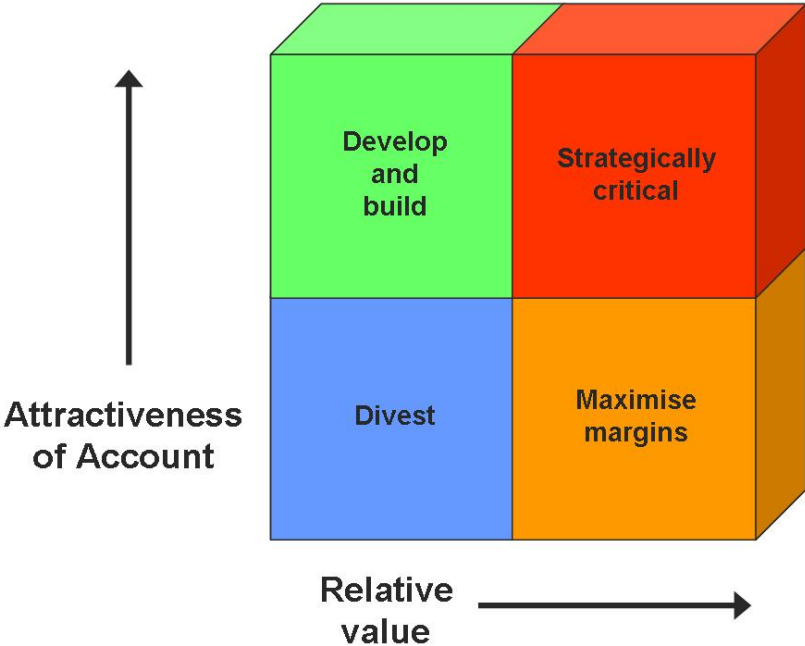 Develop
and
build
Strategically
critical
Attractiveness
of Account
Divest
Maximise
margins
Relative
value